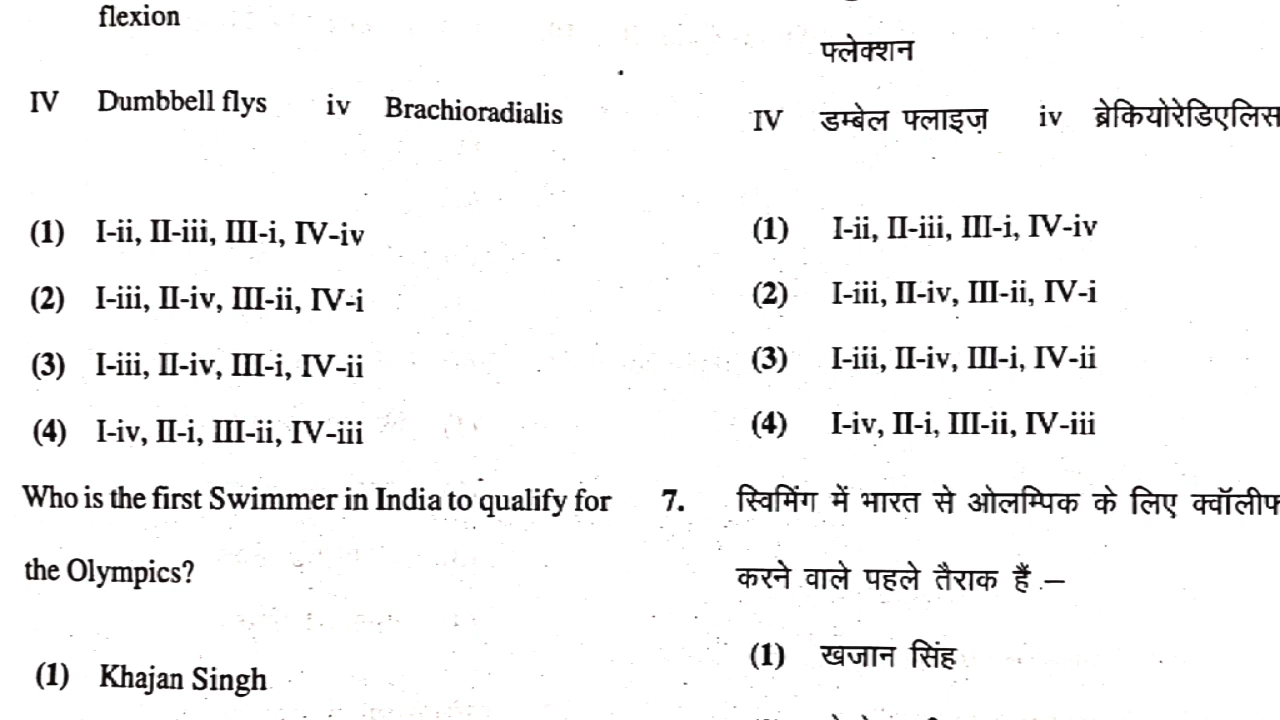 flexion
IV Dumbbell flys iv Brachioradialis
(1) I-ii, II-iii, III-i, IV-iv
(2) I-iii, II-iv, III-ii, IV-i
(3) I-iii, II-iv, III-i, IV-ii
(4) I-iv, II-i, III-ii, IV-iii
Who is the first Swimmer in India to qualify for
the Olympics?
(1) Khajan Singh
फ्लेक्शन
IV डम्बेल फ्लाइज़ iv ब्रेकियोरेडिएलिस
(1) I-ii, II-iii, III-i, IV-iv
(2) I-iii, II-iv, III-ii, IV-i
(3) I-iii, II-iv, III-i, IV-ii
(4) I-iv, II-i, III-ii, IV-iii
7. स्विमिंग में भारत से ओलम्पिक के लिए क्वॉलीफ
करने वाले पहले तैराक हैं –
(1) खजान सिंह